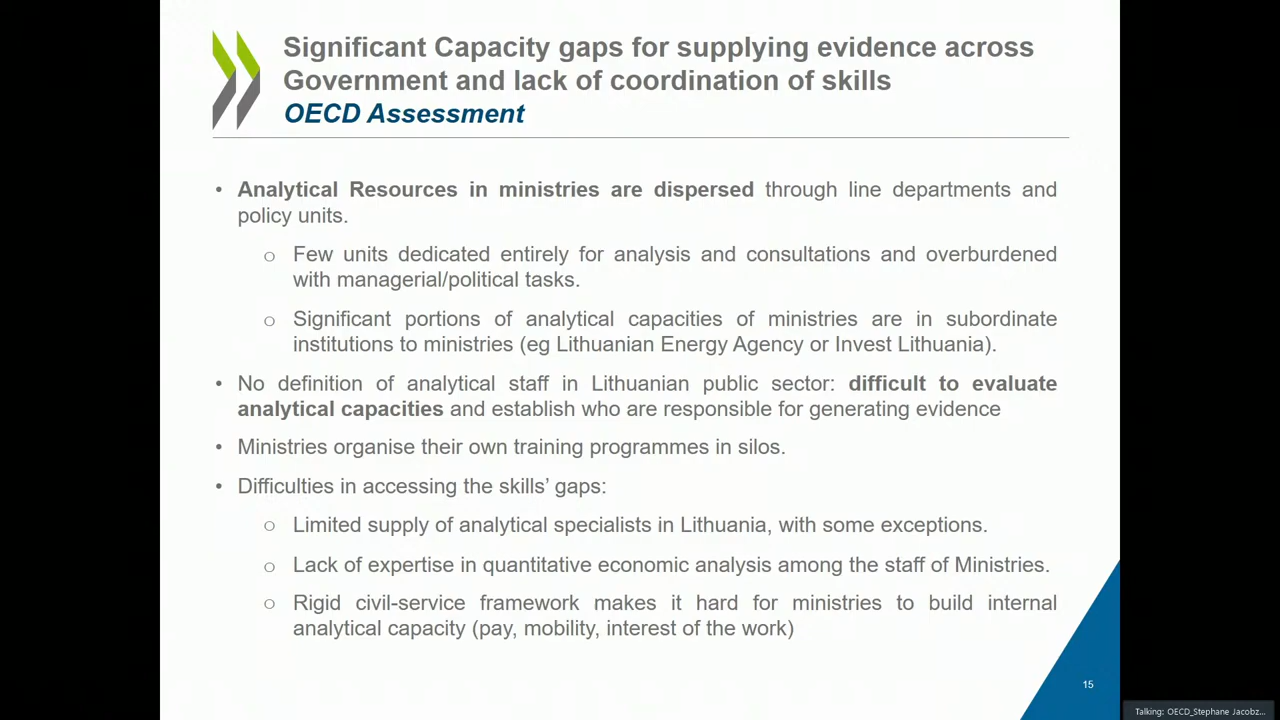 Significant Capacity gaps for supplying evidence across
Government and lack of coordination of skills
OECD Assessment
• Analytical Resources in ministries are dispersed through line departments and
policy units.
o Few units dedicated entirely for analysis and consultations and overburdened
with managerial/political tasks.
o Significant portions of analytical capacities of ministries are in subordinate
institutions to ministries (eg Lithuanian Energy Agency or Invest Lithuania).
• No definition of analytical staff in Lithuanian public sector: difficult to evaluate
analytical capacities and establish who are responsible for generating evidence
• Ministries organise their own training programmes in silos.
• Difficulties in accessing the skills’ gaps:
o Limited supply of analytical specialists in Lithuania, with some exceptions.
o Lack of expertise in quantitative economic analysis among the staff of Ministries.
o Rigid civil-service framework makes it hard for ministries to build internal
analytical capacity (pay, mobility, interest of the work)
15
Talking: OECD_Stephane Jacobz...